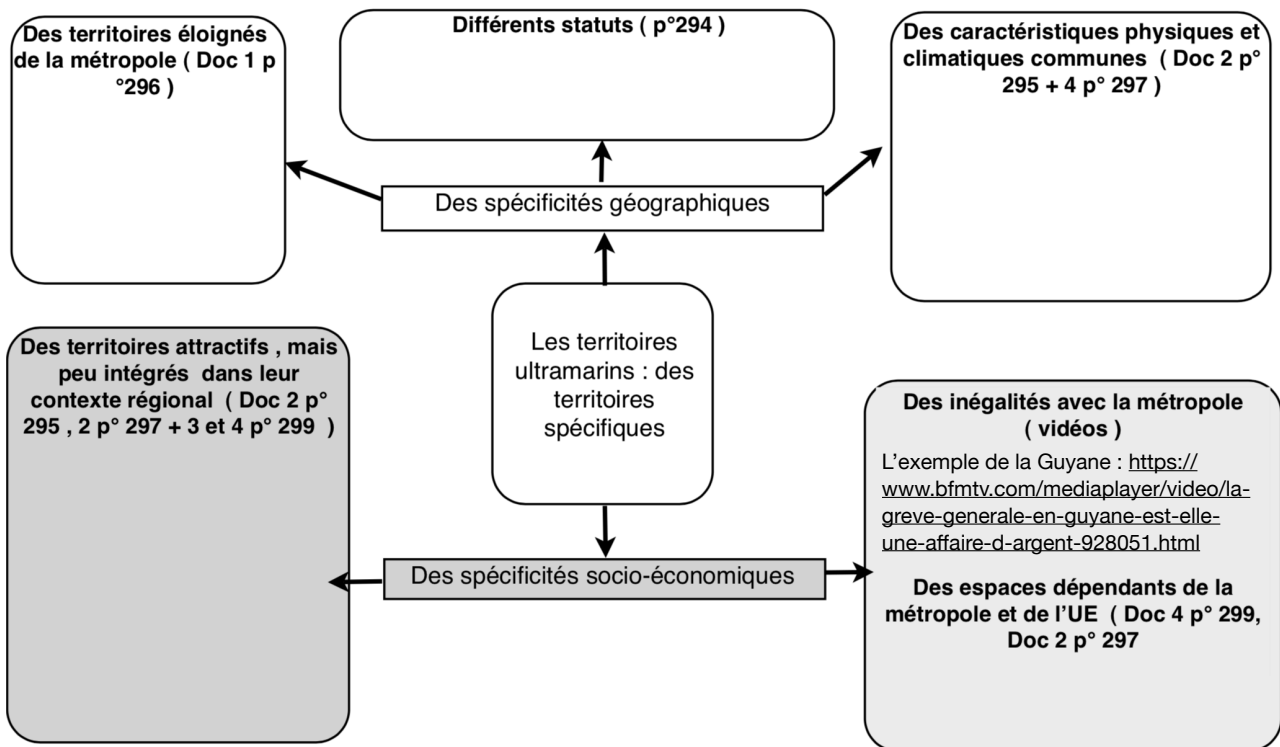 Des territoires éloignés
de la métropole ( Doc 1 p
°296 )
Différents statuts ( p°294 )
Des caractéristiques physiques et
climatiques communes ( Doc 2 p°
295 + 4 p° 297 )
Des spécificités géographiques
Les territoires
ultramarins : des
territoires
spécifiques
Des territoires attractifs , mais
peu intégrés dans leur
contexte régional ( Doc 2 p°
295 , 2 p° 297 + 3 et 4 p° 299 )
Des spécificités socio-économiques
Des inégalités avec la métropole
( vidéos )
L'exemple de la Guyane : https://
www.bfmtv.com/mediaplayer/video/la-
greve-generale-en-guyane-est-elle-
une-affaire-d-argent-928051.html
Des espaces dépendants de la
métropole et de l'UE ( Doc 4 p° 299,
Doc 2 p° 297